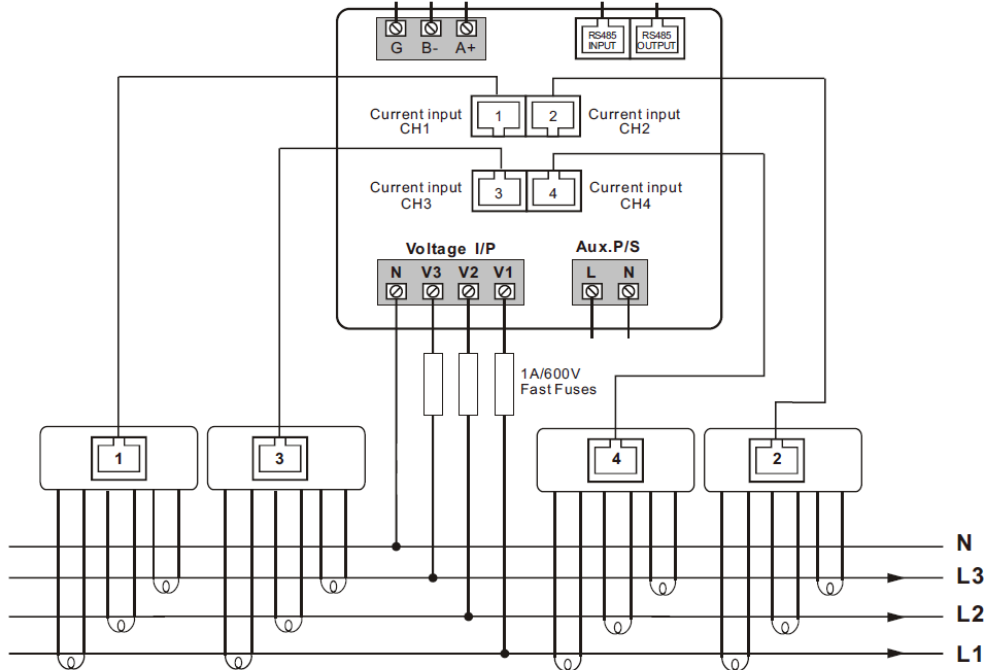 G B- A+
RS485
INPUT
RS485
OUTPUT
Current input
CH1
1 2
Current input
CH2
Current input
CH3
3 4
Current input
CH4
Voltage I/P
N V3 V2 V1
Aux.P/S
L N
1A/600V
Fast Fuses
1 3 4 2
N
L3
L2
L1